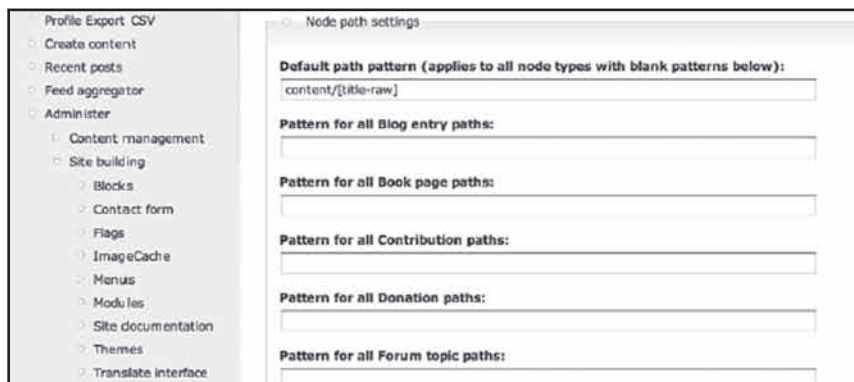 Profile Export CSV
Create content
Recent posts
Feed aggregator
Administer
Content management
Site building
Blocks
Contact form
Flags
ImageCache
Menus
Modules
Site documentation
Themes
Translate interface
Node path settings
Default path pattern (applies to all node types with blank patterns below):
content/[title-raw]
Pattern for all Blog entry paths:
Pattern for all Book page paths:
Pattern for all Contribution paths:
Pattern for all Donation paths:
Pattern for all Forum topic paths: